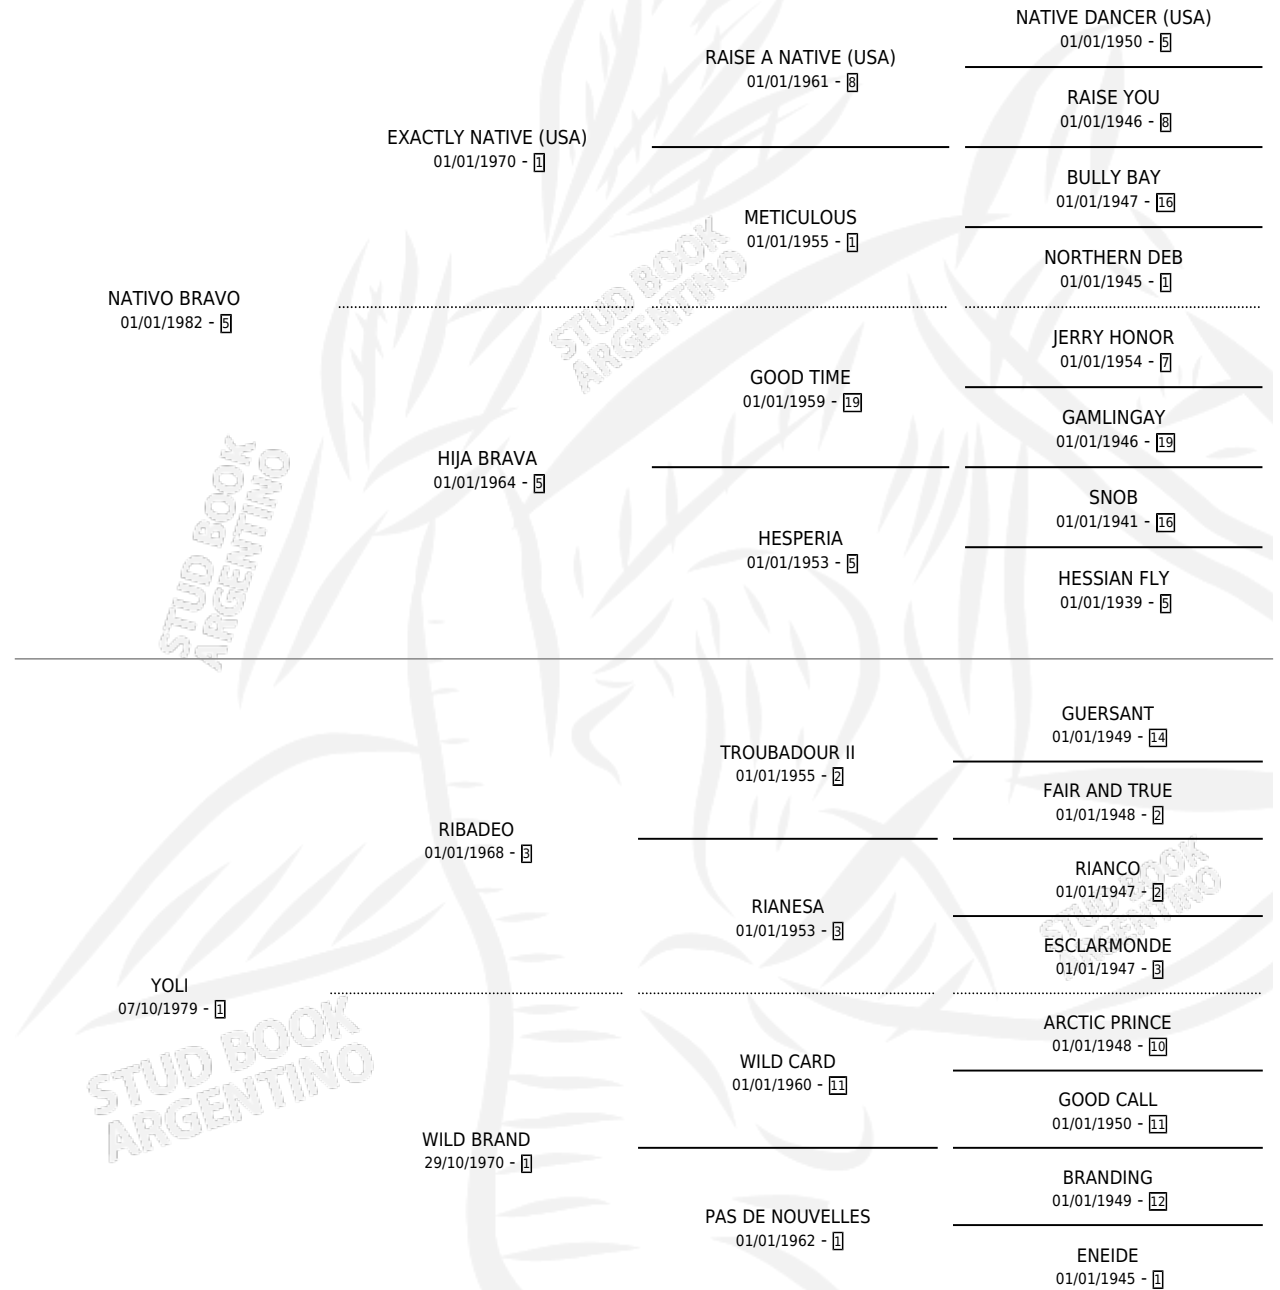 NATIVE DANCER (USA)
01/01/1950 - 5
RAISE A NATIVE (USA)
01/01/1961 - 8
RAISE YOU
01/01/1946 - 8
EXACTLY NATIVE (USA)
01/01/1970 - 1
BULLY BAY
01/01/1947 - 16
METICULOUS
01/01/1955 - 1
NORTHERN DEB
01/01/1945 - 1
NATIVO BRAVO
01/01/1982 - 5
STUD BOOK
ARGENTINO
JERRY HONOR
01/01/1954 - 7
GOOD TIME
01/01/1959 - 19
GAMLINGAY
01/01/1946 - 19
HIJA BRAVA
01/01/1964 - 5
SNOB
01/01/1941 - 16
HESPERIA
01/01/1953 - 5
HESSIAN FLY
01/01/1939 - 5
STUD BOOK
ARGENTINO
GUERSANT
01/01/1949 - 14
TROUBADOUR II
01/01/1955 - 2
FAIR AND TRUE
01/01/1948 - 2
RIBADEO
01/01/1968 - 3
RIANCO
01/01/1947 - 2
RIANESA
01/01/1953 - 3
STUD BOOK
ARGENTINO
ESCLARMONDE
01/01/1947 - 3
YOLI
07/10/1979 - 1
ARCTIC PRINCE
01/01/1948 - 10
WILD CARD
01/01/1960 - 11
GOOD CALL
01/01/1950 - 11
STUD BOOK
ARGENTINO
WILD BRAND
29/10/1970 - 1
BRANDING
01/01/1949 - 12
PAS DE NOUVELLES
01/01/1962 - 1
ENEIDE
01/01/1945 - 1